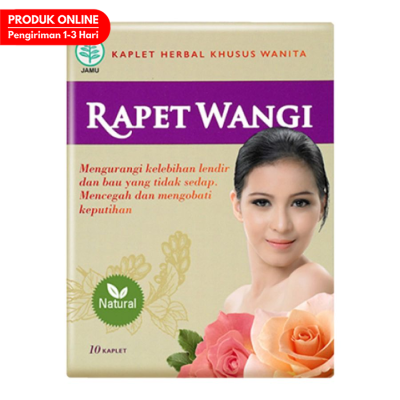 PRODUK ONLINE
Pengiriman 1-3 Hari
JAMU
KAPLET HERBAL KHUSUS WANITA
RAPET WANGI
Mengurangi kelebihan lendir
dan bau yang tidak sedap.
Mencegah dan mengobati
keputihan
Natural
10 KAPLET